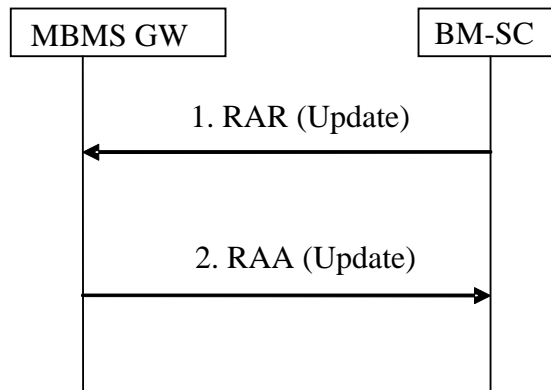 MBMS GW
BM-SC
1. RAR (Update)
2. RAA (Update)